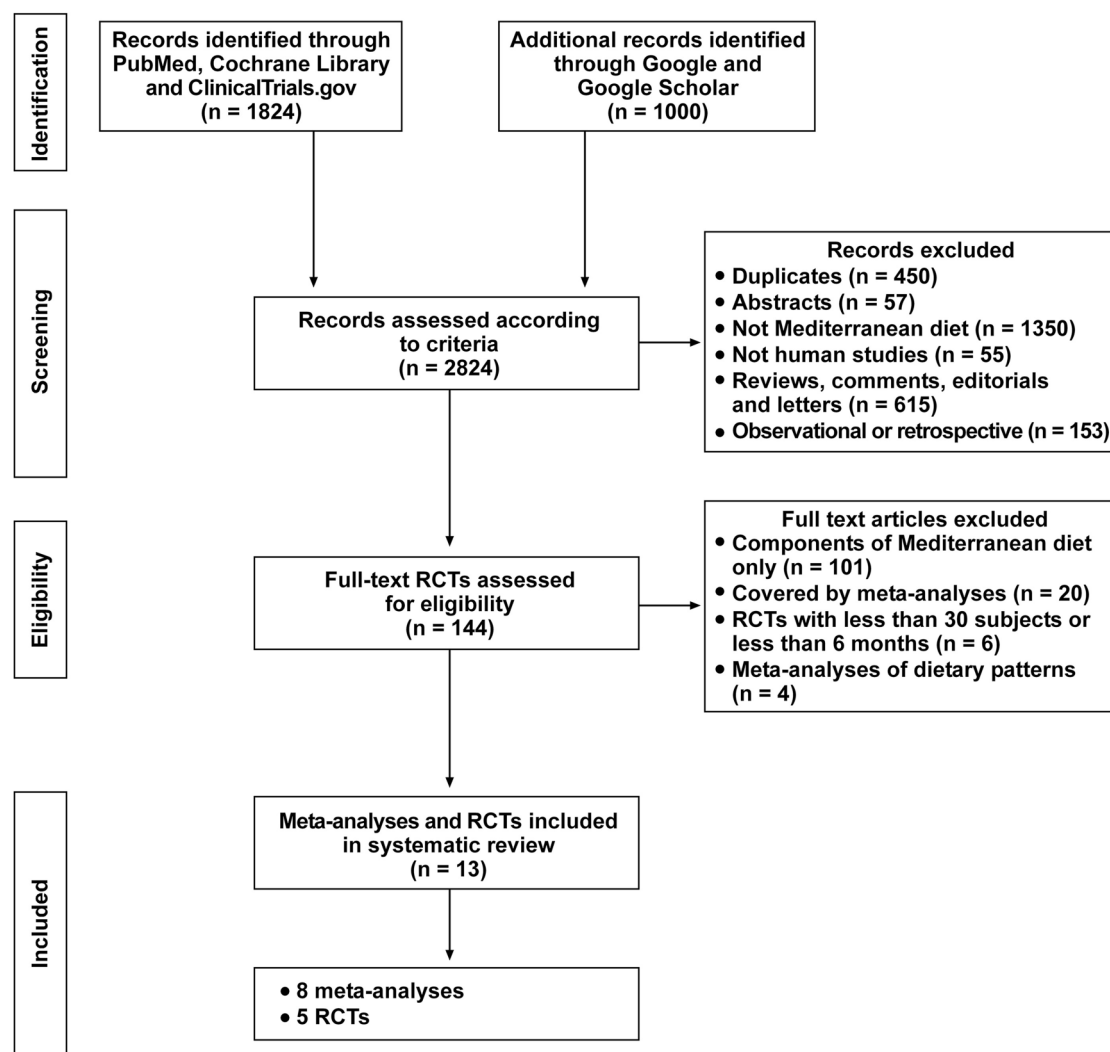 Identification
Records identified through
PubMed, Cochrane Library
and ClinicalTrials.gov
(n = 1824)
Additional records identified
through Google and
Google Scholar
(n = 1000)
Screening
Records assessed according
to criteria
(n = 2824)
Records excluded
• Duplicates (n = 450)
• Abstracts (n = 57)
• Not Mediterranean diet (n = 1350)
• Not human studies (n = 55)
• Reviews, comments, editorials
and letters (n = 615)
• Observational or retrospective (n = 153)
Eligibility
Full-text RCTs assessed
for eligibility
(n = 144)
Full text articles excluded
• Components of Mediterranean diet
only (n = 101)
• Covered by meta-analyses (n = 20)
• RCTs with less than 30 subjects or
less than 6 months (n = 6)
• Meta-analyses of dietary patterns
(n = 4)
Included
Meta-analyses and RCTs included
in systematic review
(n = 13)
• 8 meta-analyses
• 5 RCTs